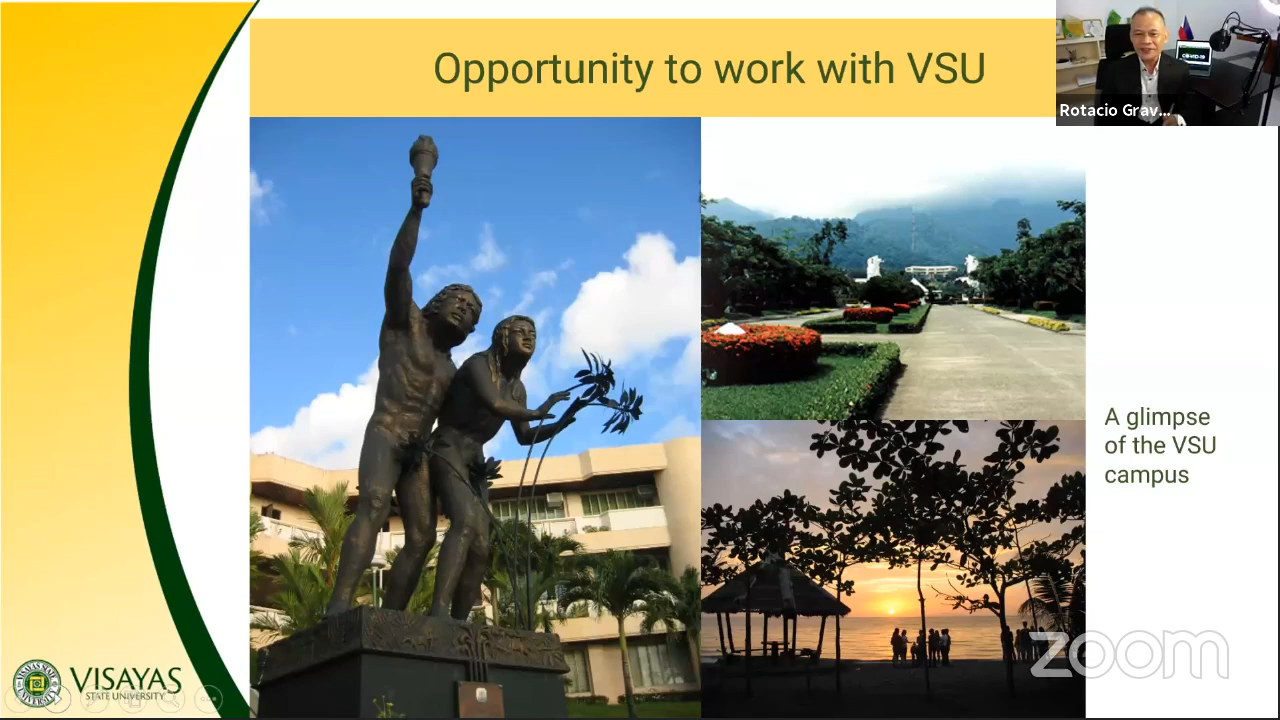 Opportunity to work with VSU
Rotacio Grav...
A glimpse
of the VSU
campus
VISAYAS
STATE UNIVERSITY
zoom